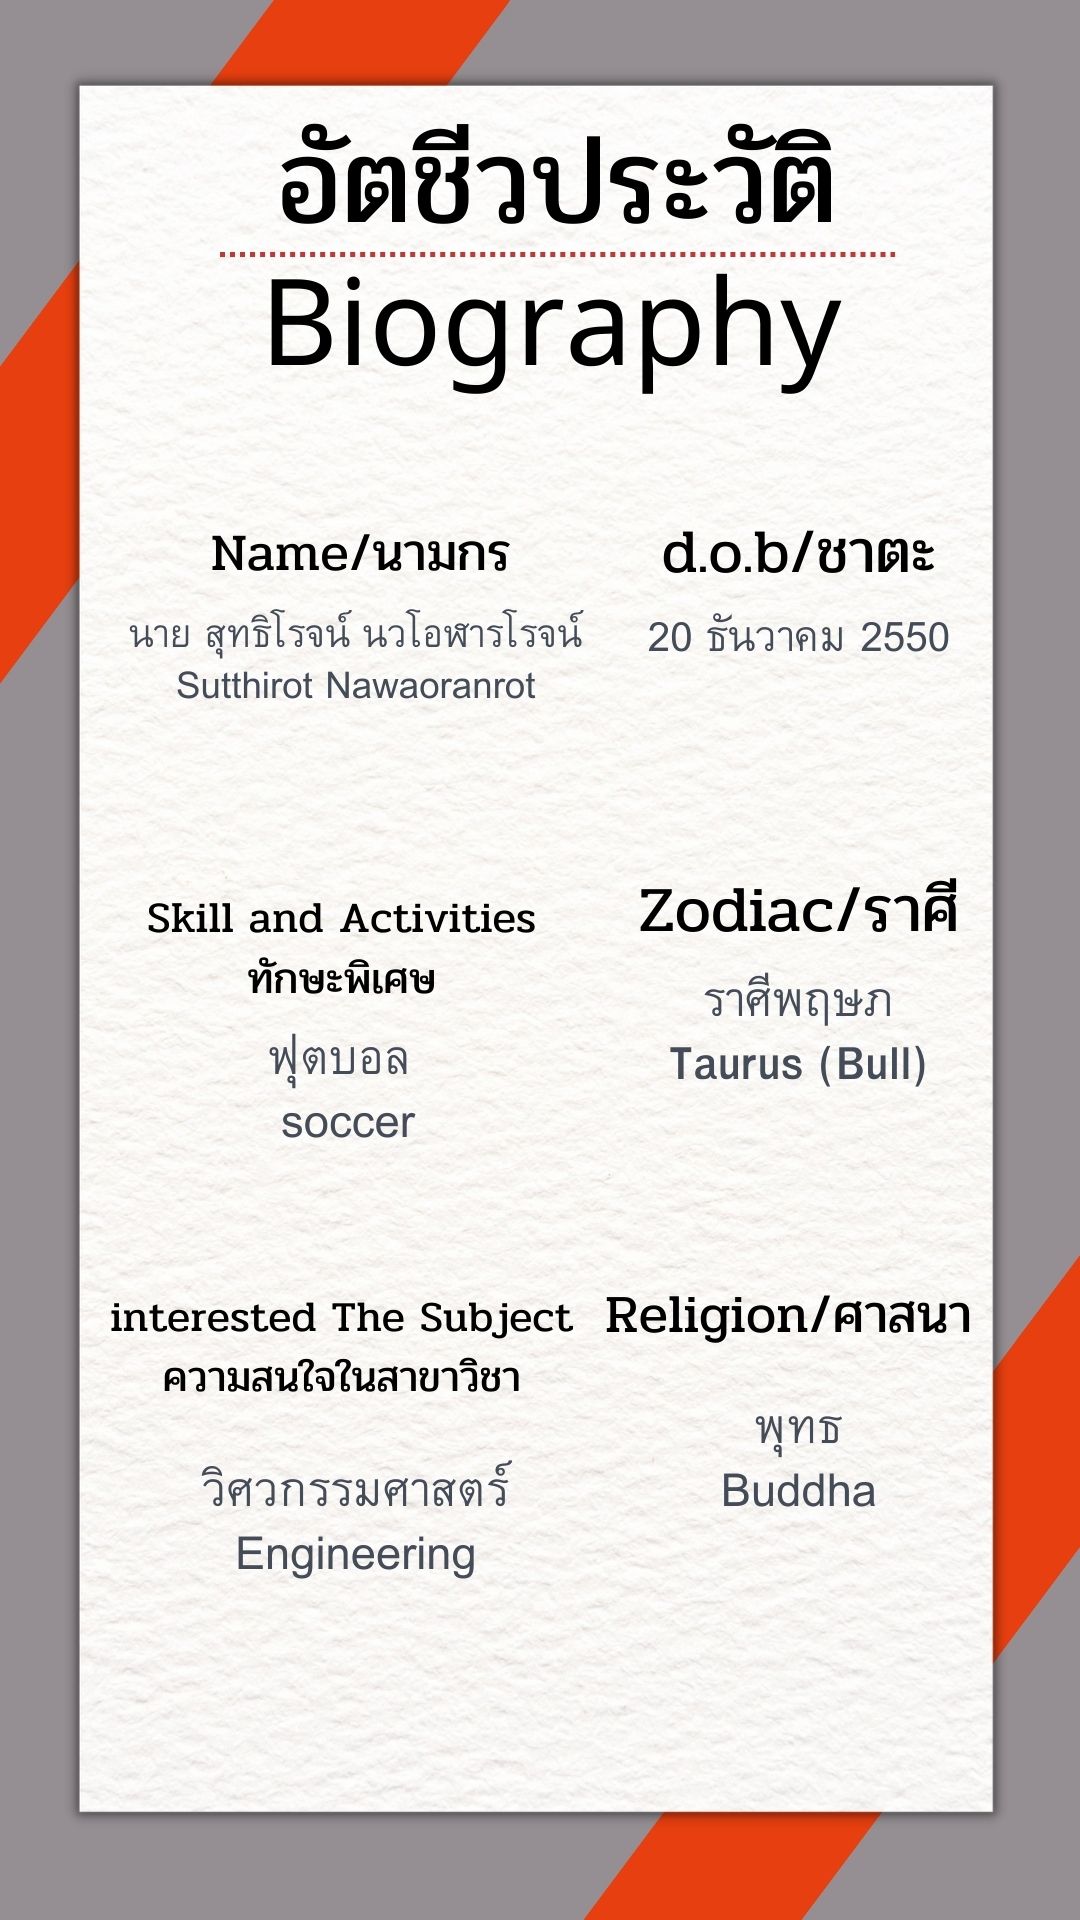 อัตชีวประวัติ
Biography
Name/นามกร
นาย สุทธิโรจน์ นวโอฬารโรจน์
Sutthirot Nawaoranrot
d.o.b/ชาตะ
20 ธันวาคม 2550
Skill and Activities
ทักษะพิเศษ
ฟุตบอล
soccer
Zodiac/ราศี
ราศีพฤษภ
Taurus (Bull)
interested The Subject
ความสนใจในสาขาวิชา
วิศวกรรมศาสตร์
Engineering
Religion/ศาสนา
พุทธ
Buddha